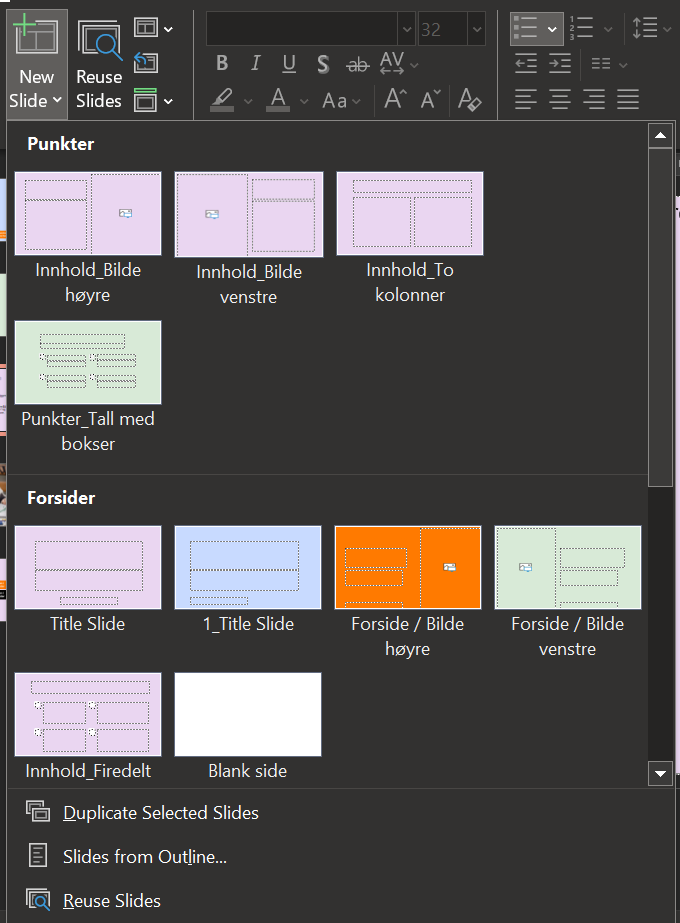 New
Slide
Reuse
Slides
32
B I U S ab AV
A Aa A A A
Punkter
Innhold_Bilde
høyre
Innhold_Bilde
venstre
Innhold_To
kolonner
Punkter_Tall med
bokser
Forsider
Title Slide
1_Title Slide
Forside / Bilde
høyre
Forside / Bilde
venstre
Innhold_Firedelt
Blank side
Duplicate Selected Slides
Slides from Outline...
Reuse Slides